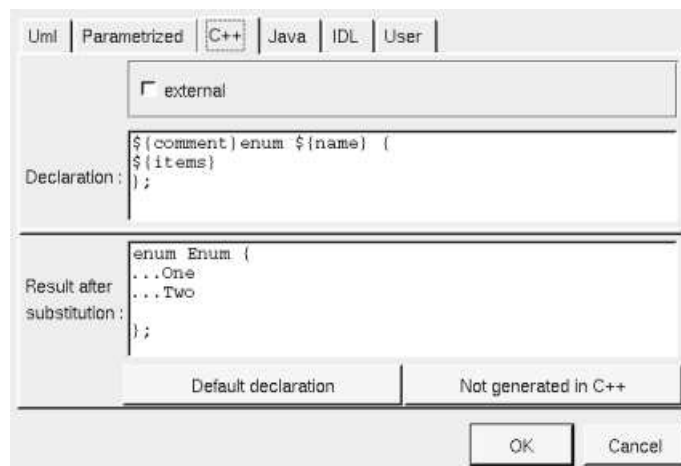 Uml Parametrized C++ Java IDL User
external
Declaration :
${comment}enum ${name} {
${items}
};
Result after
substitution :
enum Enum {
...One
...Two
};
Default declaration Not generated in C++
OK Cancel